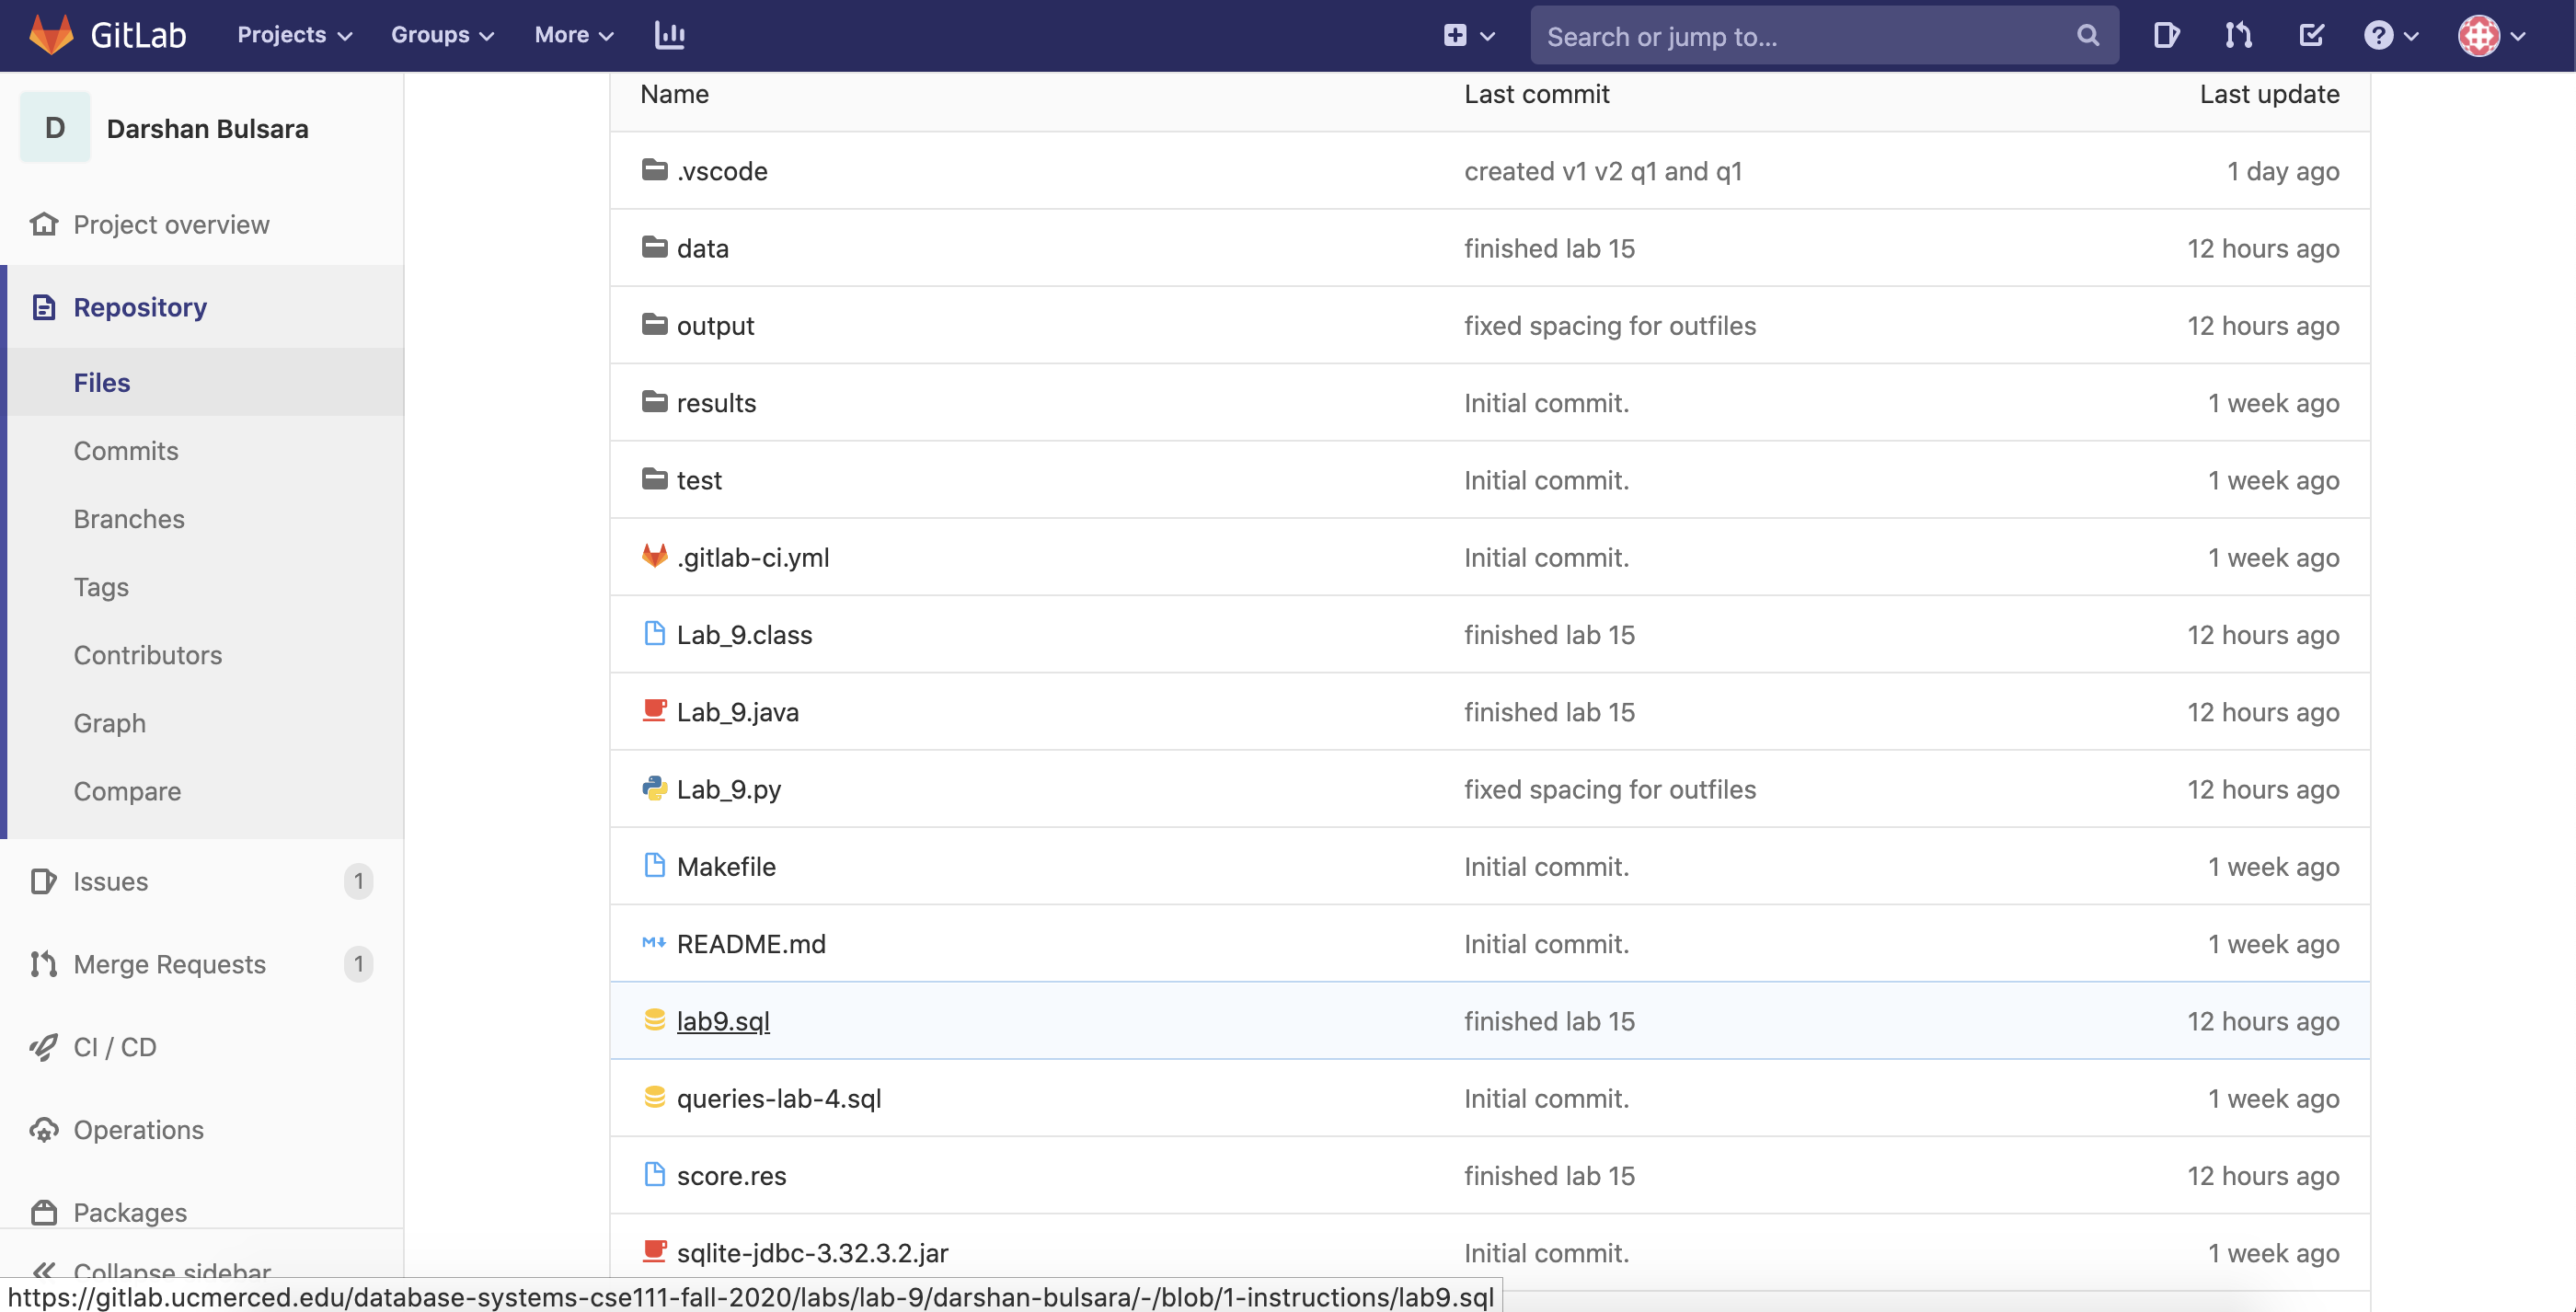 GitLab Projects Groups More Search or jump to...
D Darshan Bulsara
Project overview
Repository
Files
Commits
Branches
Tags
Contributors
Graph
Compare
Issues 1
Merge Requests 1
CI / CD
Operations
Packages
Collapse sidebar
Name Last commit Last update
.vscode created v1 v2 q1 and q1 1 day ago
data finished lab 15 12 hours ago
output fixed spacing for outfiles 12 hours ago
results Initial commit. 1 week ago
test Initial commit. 1 week ago
.gitlab-ci.yml Initial commit. 1 week ago
Lab_9.class finished lab 15 12 hours ago
Lab_9.java finished lab 15 12 hours ago
Lab_9.py fixed spacing for outfiles 12 hours ago
Makefile Initial commit. 1 week ago
README.md Initial commit. 1 week ago
lab9.sql finished lab 15 12 hours ago
queries-lab-4.sql Initial commit. 1 week ago
score.res finished lab 15 12 hours ago
sqlite-jdbc-3.32.3.2.jar Initial commit. 1 week ago
https://gitlab.ucmerced.edu/database-systems-cse111-fall-2020/labs/lab-9/darshan-bulsara/-/blob/1-instructions/lab9.sql